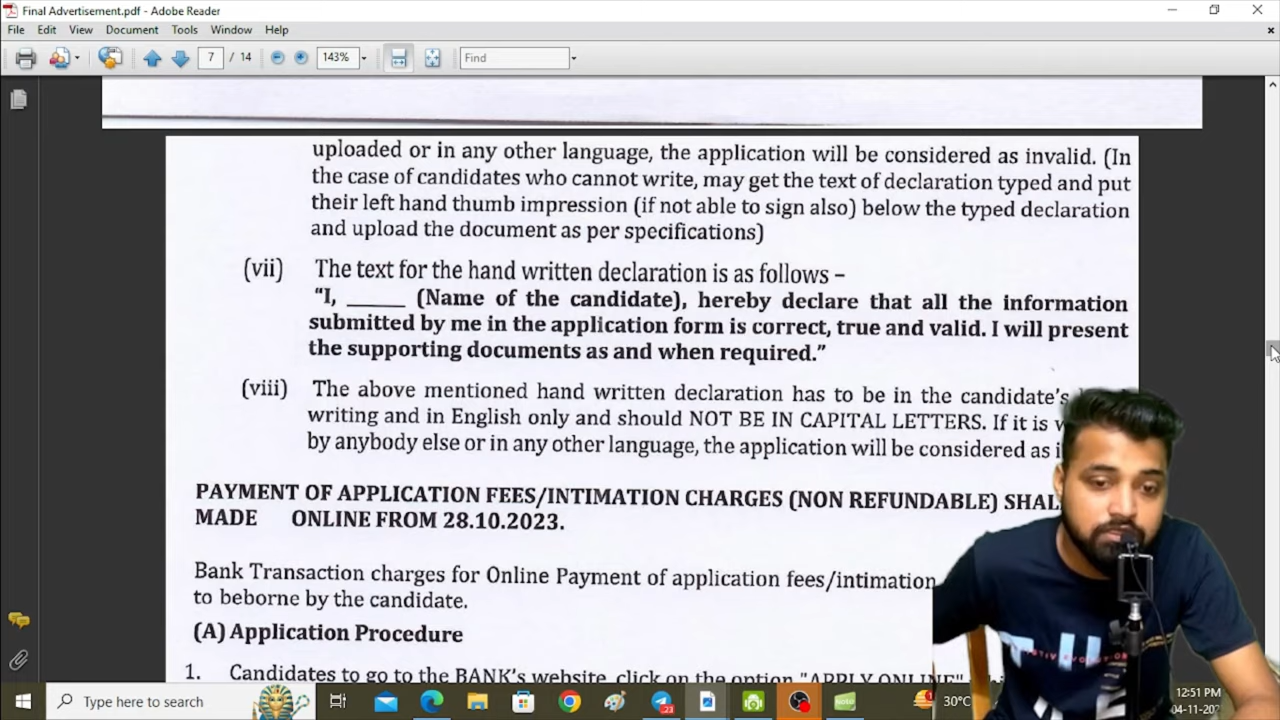 Final Advertisement.pdf - Adobe Reader
File Edit View Document Tools Window Help
7 / 14 143% Find
uploaded or in any other language, the application will be considered as invalid. (In
the case of candidates who cannot write, may get the text of declaration typed and put
their left hand thumb impression (if not able to sign also) below the typed declaration
and upload the document as per specifications)
(vii) The text for the hand written declaration is as follows –
“I, ______ (Name of the candidate), hereby declare that all the information
submitted by me in the application form is correct, true and valid. I will present
the supporting documents as and when required.”
(viii) The above mentioned hand written declaration has to be in the candidate's
writing and in English only and should NOT BE IN CAPITAL LETTERS. If it is
by anybody else or in any other language, the application will be considered as
PAYMENT OF APPLICATION FEES/INTIMATION CHARGES (NON REFUNDABLE) SHAL
MADE ONLINE FROM 28.10.2023.
Bank Transaction charges for Online Payment of application fees/intimation
to beborne by the candidate.
(A) Application Procedure
1. Candidates to go to the BANK's website, click on the option "APPLY ONLINE"
Type here to search
23
30°C
12:51 PM
04-11-202